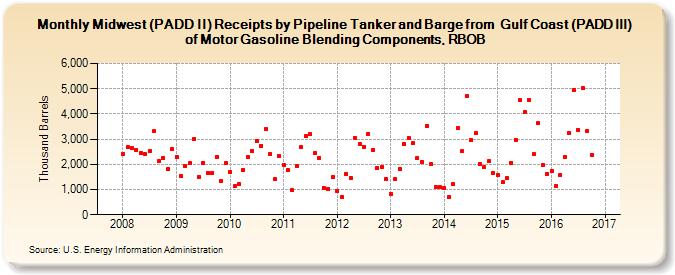 Monthly Midwest (PADD II) Receipts by Pipeline Tanker and Barge from Gulf Coast (PADD III)
of Motor Gasoline Blending Components, RBOB
Thousand Barrels
6,000
5,000
4,000
3,000
2,000
1,000
0
2008 2009 2010 2011 2012 2013 2014 2015 2016 2017
Source: U.S. Energy Information Administration